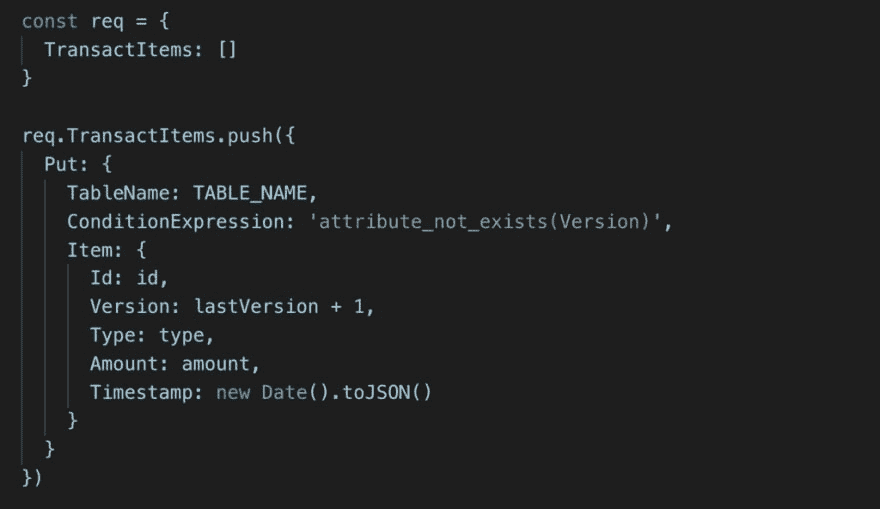 const req = {
  TransactItems: []
}
req.TransactItems.push({
  Put: {
    TableName: TABLE_NAME,
    ConditionExpression: 'attribute_not_exists(Version)',
    Item: {
      Id: id,
      Version: lastVersion + 1,
      Type: type,
      Amount: amount,
      Timestamp: new Date().toJSON()
    }
  }
})